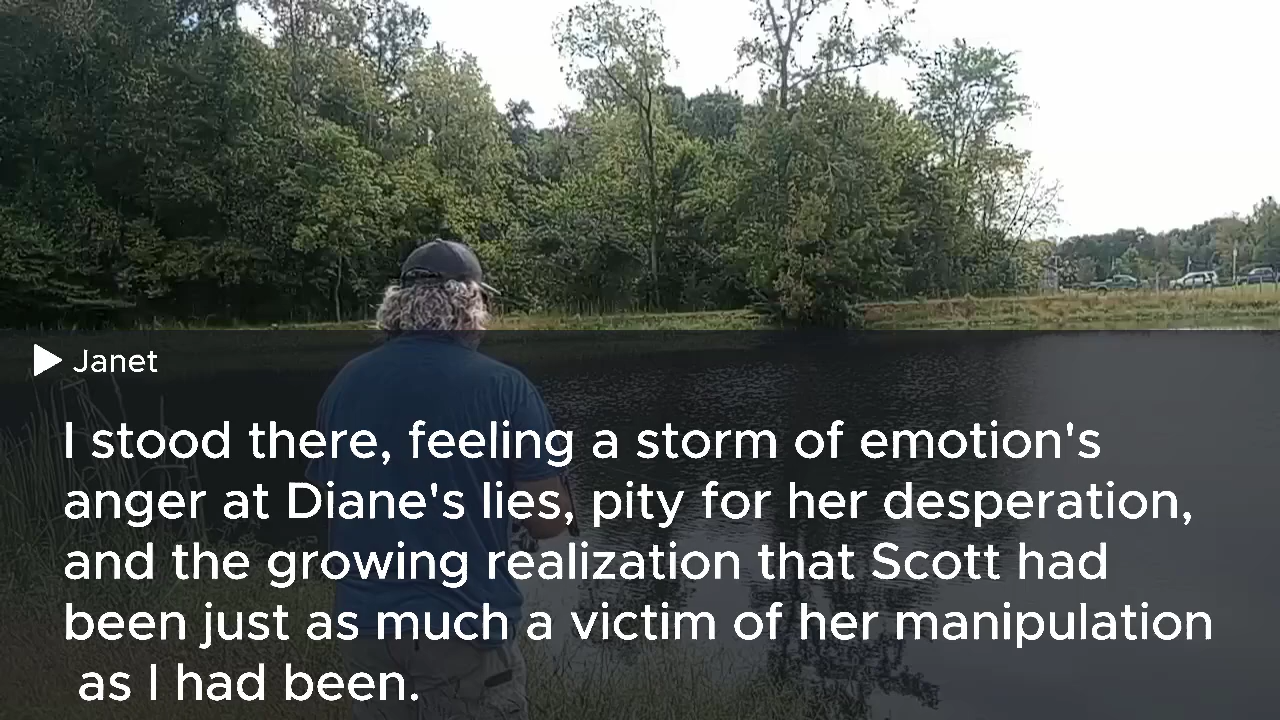 Janet
I stood there, feeling a storm of emotion's
anger at Diane's lies, pity for her desperation,
and the growing realization that Scott had
been just as much a victim of her manipulation
as I had been.